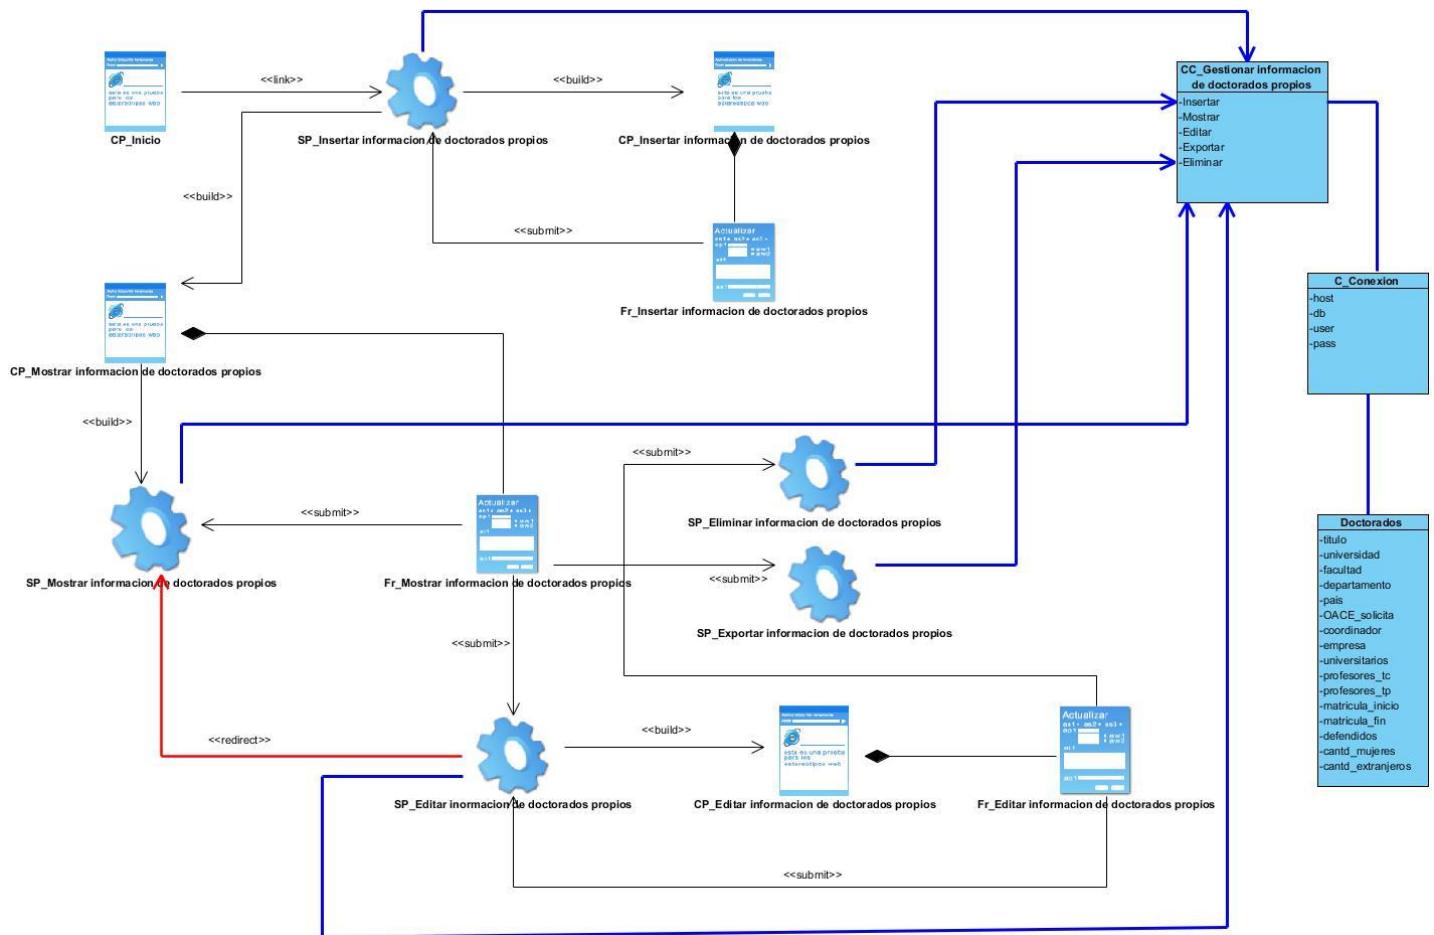 <<link>>
<<build>>
CP_Inicio
SP_Insertar informacion de doctorados propios
CP_Insertar informacion de doctorados propios
CC_Gestionar informacion
de doctorados propios
-Insertar
-Mostrar
-Editar
-Exportar
-Eliminar
<<build>>
<<submit>>
Actualizar
Fr_Insertar informacion de doctorados propios
C_Conexion
-host
-db
-user
-pass
CP_Mostrar informacion de doctorados propios
<<build>>
<<submit>>
SP_Eliminar informacion de doctorados propios
<<submit>>
Actualizar
SP_Mostrar informacion de doctorados propios
Fr_Mostrar informacion de doctorados propios
<<submit>>
SP_Exportar informacion de doctorados propios
<<submit>>
Doctorados
-titulo
-universidad
-facultad
-departamento
-pais
-OACE_solicita
-coordinador
-empresa
-universitarios
-profesores_tc
-profesores_tp
-matricula_inicio
-matricula_fin
-defendidos
-cantd_mujeres
-cantd_extranjeros
<<redirect>>
<<build>>
Actualizar
SP_Editar inormacion de doctorados propios
CP_Editar informacion de doctorados propios
Fr_Editar informacion de doctorados propios
<<submit>>